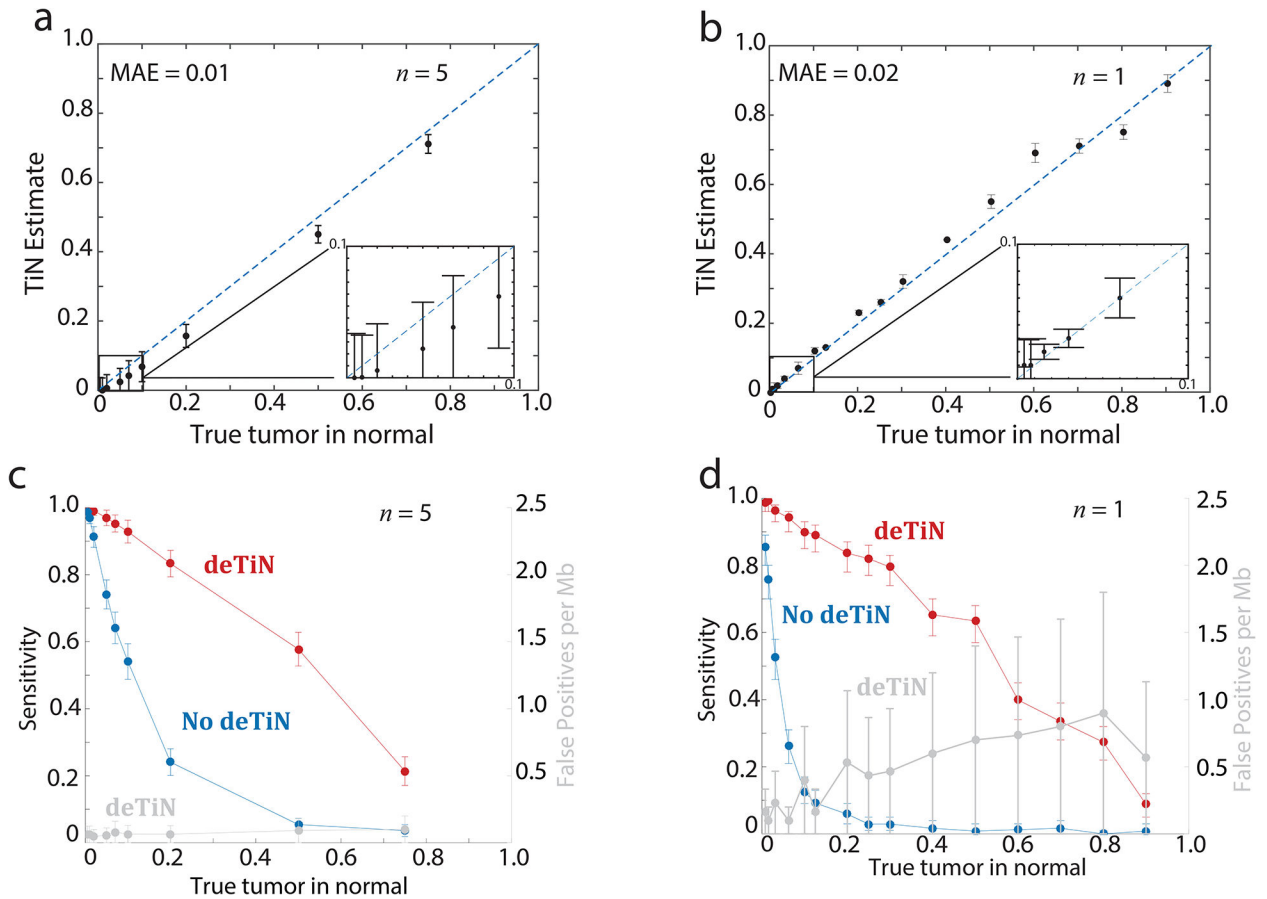 a
MAE = 0.01
n = 5
TiN Estimate
1.0
0.8
0.6
0.4
0.2
0
0.1
0.1
0 0.2 0.4 0.6 0.8 1.0
True tumor in normal
b
MAE = 0.02
n = 1
TiN Estimate
1.0
0.8
0.6
0.4
0.2
0
0.1
0.1
0 0.2 0.4 0.6 0.8 1.0
True tumor in normal
c
n = 5
deTiN
No deTiN
deTiN
Sensitivity
1.0
0.8
0.6
0.4
0.2
0
2.5
2.0
1.5
1.0
0.5
False Positives per Mb
0 0.2 0.4 0.6 0.8 1.0
True tumor in normal
d
n = 1
deTiN
No deTiN
deTiN
Sensitivity
1.0
0.8
0.6
0.4
0.2
0
2.5
2.0
1.5
1.0
0.5
0
False Positives per Mb
0 0.2 0.4 0.6 0.8 1.0
True tumor in normal